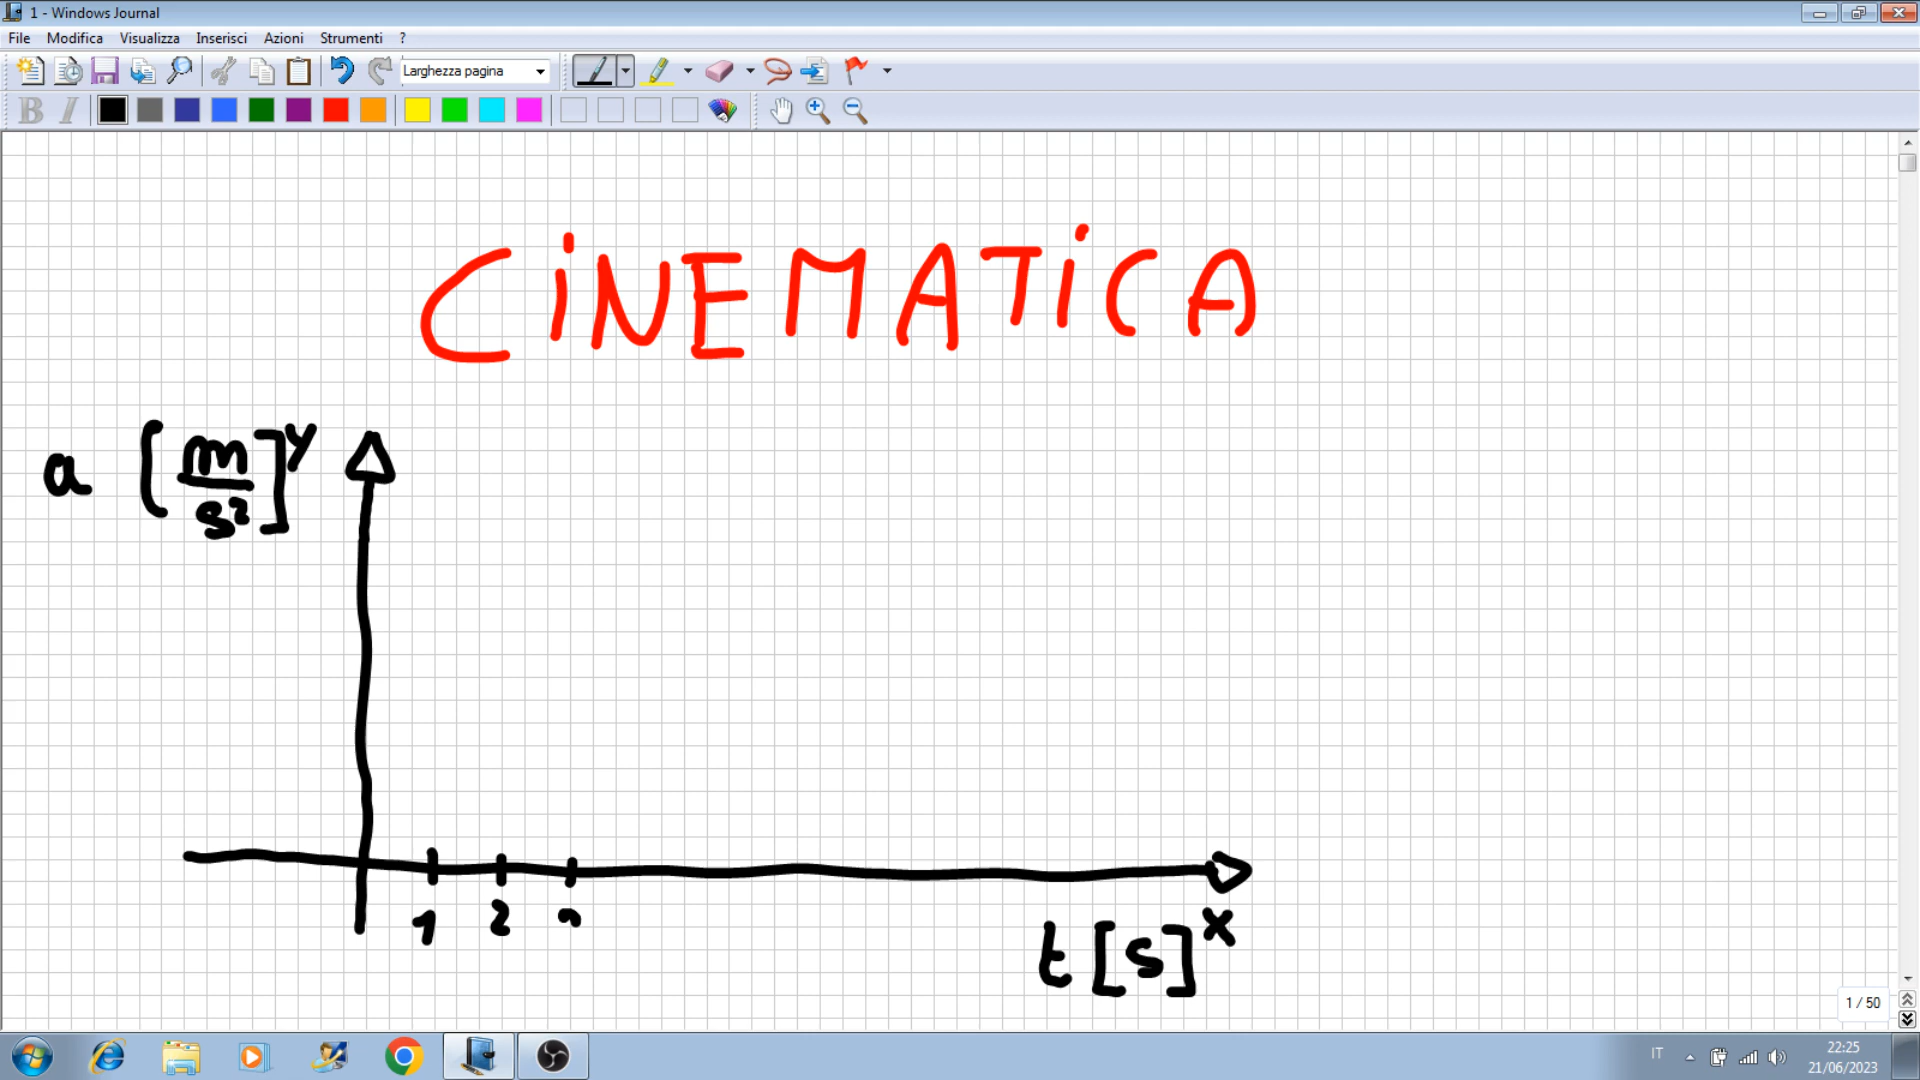 1 - Windows Journal
File Modifica Visualizza Inserisci Azioni Strumenti ?
Larghezza pagina
B I
CiNEMATiCA
a [m/s²] y
1 2
t [s] x
1 / 50
IT
22:25
21/06/2023